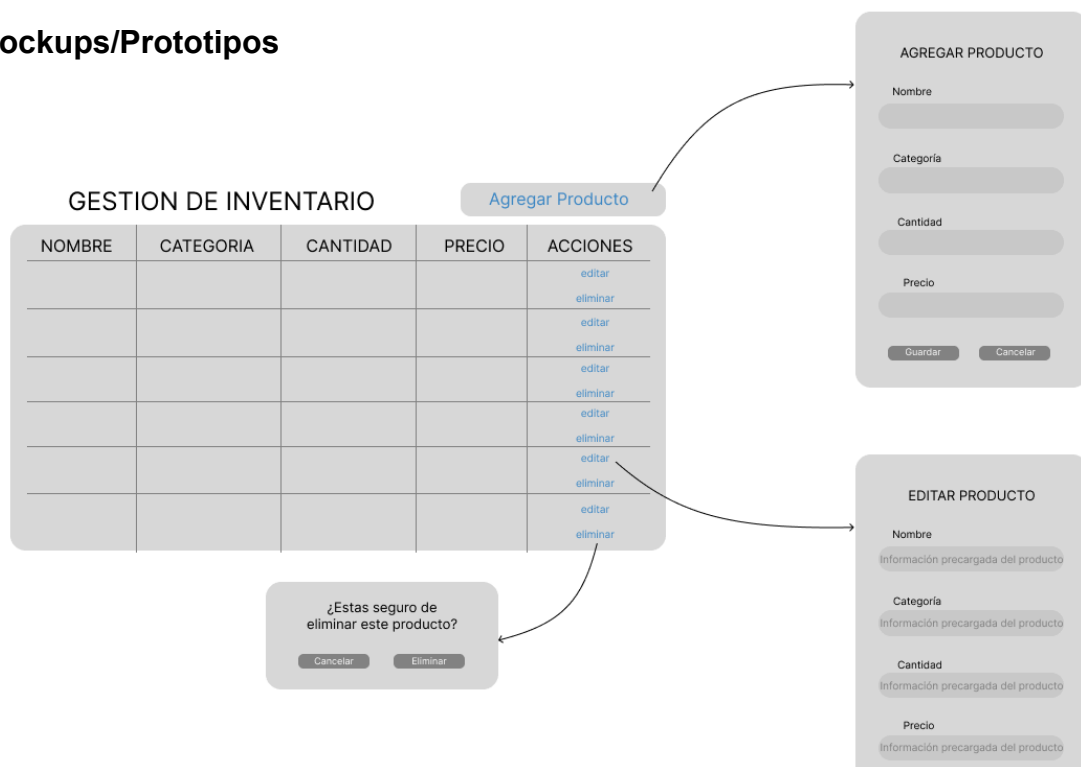 ockups/Prototipos
GESTION DE INVENTARIO
Agregar Producto
NOMBRE CATEGORIA CANTIDAD PRECIO ACCIONES
editar
eliminar
editar
eliminar
editar
eliminar
editar
eliminar
editar
eliminar
editar
eliminar
¿Estas seguro de
eliminar este producto?
Cancelar Eliminar
AGREGAR PRODUCTO
Nombre
Categoría
Cantidad
Precio
Guardar Cancelar
EDITAR PRODUCTO
Nombre
Información precargada del producto
Categoría
Información precargada del producto
Cantidad
Información precargada del producto
Precio
Información precargada del producto